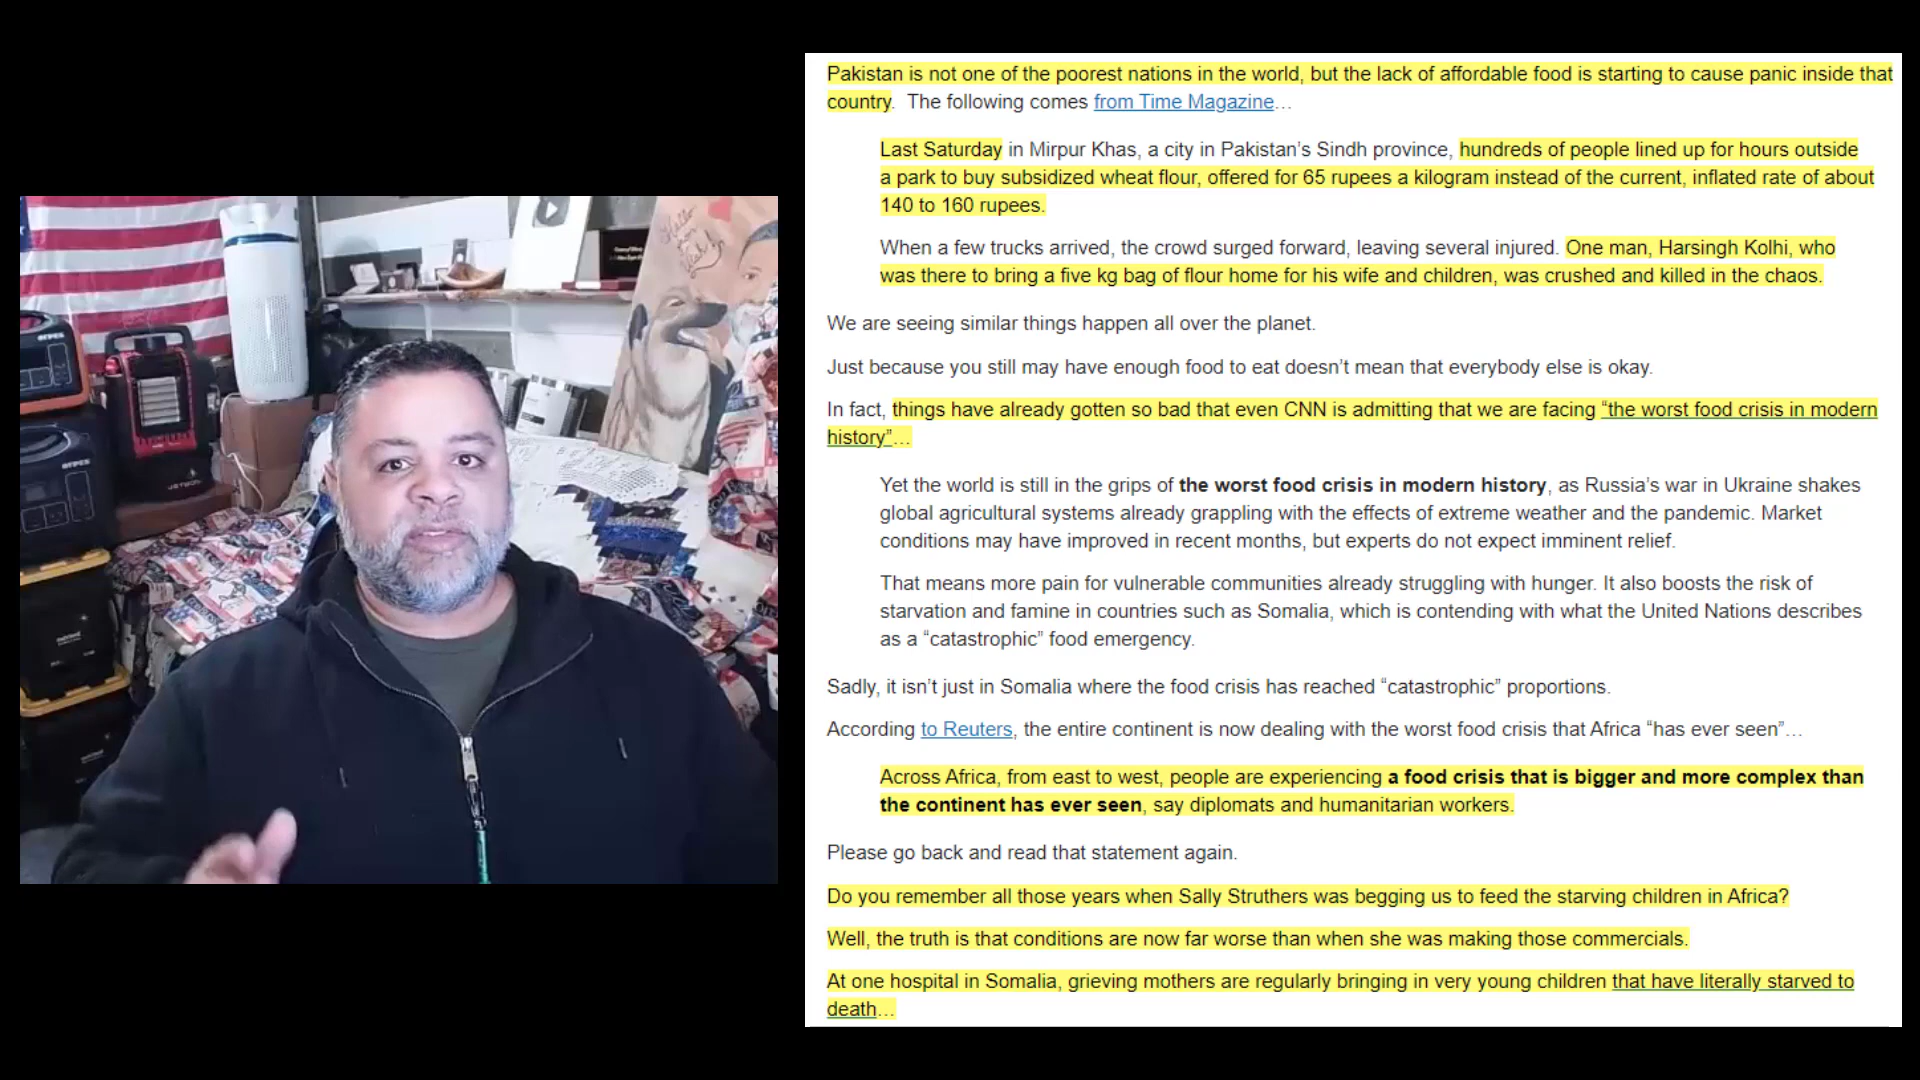 Pakistan is not one of the poorest nations in the world, but the lack of affordable food is starting to cause panic inside that
country.  The following comes from Time Magazine…
Last Saturday in Mirpur Khas, a city in Pakistan's Sindh province, hundreds of people lined up for hours outside
a park to buy subsidized wheat flour, offered for 65 rupees a kilogram instead of the current, inflated rate of about
140 to 160 rupees.
When a few trucks arrived, the crowd surged forward, leaving several injured. One man, Harsingh Kolhi, who
was there to bring a five kg bag of flour home for his wife and children, was crushed and killed in the chaos.
We are seeing similar things happen all over the planet.
Just because you still may have enough food to eat doesn't mean that everybody else is okay.
In fact, things have already gotten so bad that even CNN is admitting that we are facing “the worst food crisis in modern
history”…
Yet the world is still in the grips of the worst food crisis in modern history, as Russia's war in Ukraine shakes
global agricultural systems already grappling with the effects of extreme weather and the pandemic. Market
conditions may have improved in recent months, but experts do not expect imminent relief.
That means more pain for vulnerable communities already struggling with hunger. It also boosts the risk of
starvation and famine in countries such as Somalia, which is contending with what the United Nations describes
as a “catastrophic” food emergency.
Sadly, it isn't just in Somalia where the food crisis has reached “catastrophic” proportions.
According to Reuters, the entire continent is now dealing with the worst food crisis that Africa “has ever seen”…
Across Africa, from east to west, people are experiencing a food crisis that is bigger and more complex than
the continent has ever seen, say diplomats and humanitarian workers.
Please go back and read that statement again.
Do you remember all those years when Sally Struthers was begging us to feed the starving children in Africa?
Well, the truth is that conditions are now far worse than when she was making those commercials.
At one hospital in Somalia, grieving mothers are regularly bringing in very young children that have literally starved to
death…